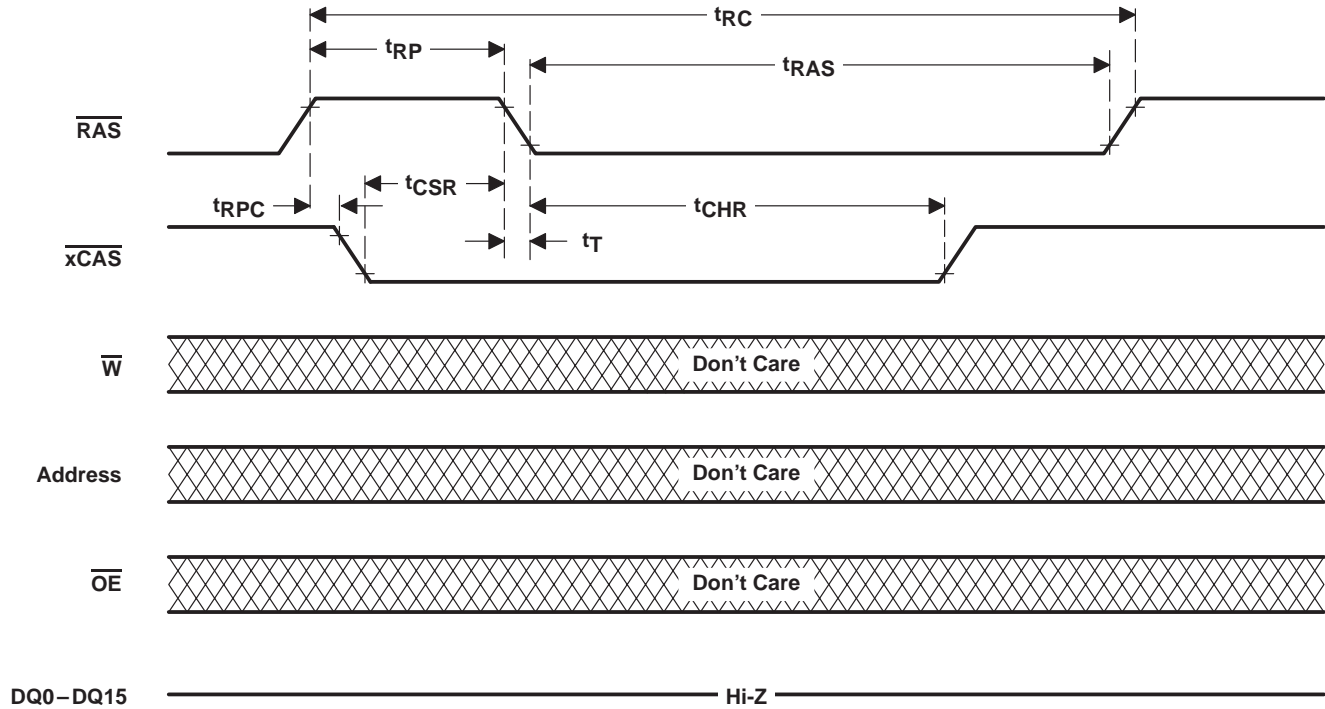 tRC
tRP
tRAS
RAS
tCSR
tRPC
tCHR
xCAS
tT
W
Don't Care
Address
Don't Care
OE
Don't Care
DQ0–DQ15
Hi-Z